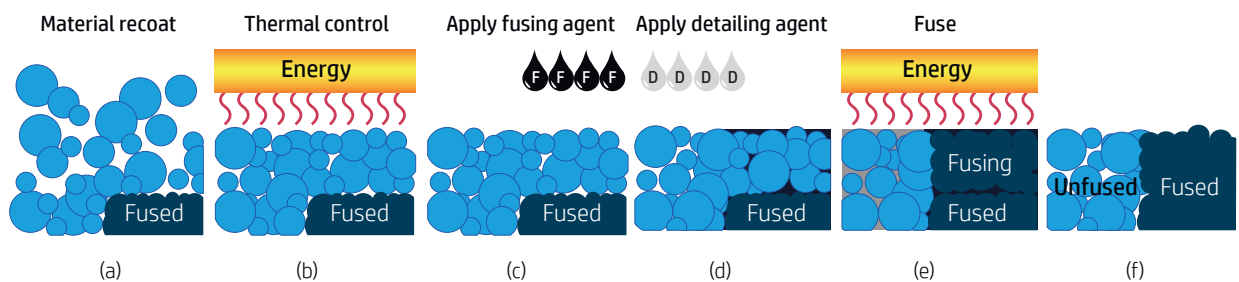 Material recoat
Thermal control
Apply fusing agent
Apply detailing agent
Fuse
Energy
F F F F
D D D D
Energy
Fused
Fused
Fused
Fused
Fusing
Fused
Unfused
Fused
(a)
(b)
(c)
(d)
(e)
(f)